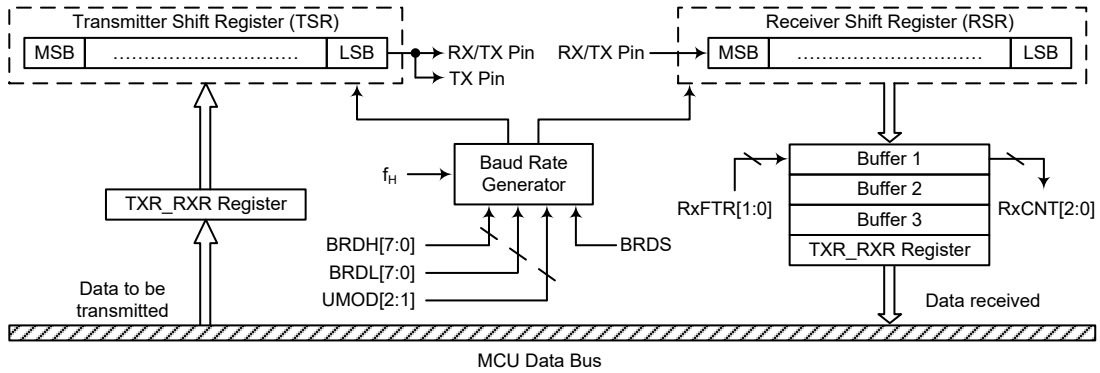 Transmitter Shift Register (TSR)
MSB ………………………… LSB
RX/TX Pin
TX Pin
Receiver Shift Register (RSR)
RX/TX Pin
MSB ………………………… LSB
f_H
Baud Rate
Generator
TXR_RXR Register
BRDH[7:0]
BRDL[7:0]
UMOD[2:1]
BRDS
Buffer 1
Buffer 2
Buffer 3
TXR_RXR Register
RxFTR[1:0]
RxCNT[2:0]
Data to be
transmitted
Data received
MCU Data Bus